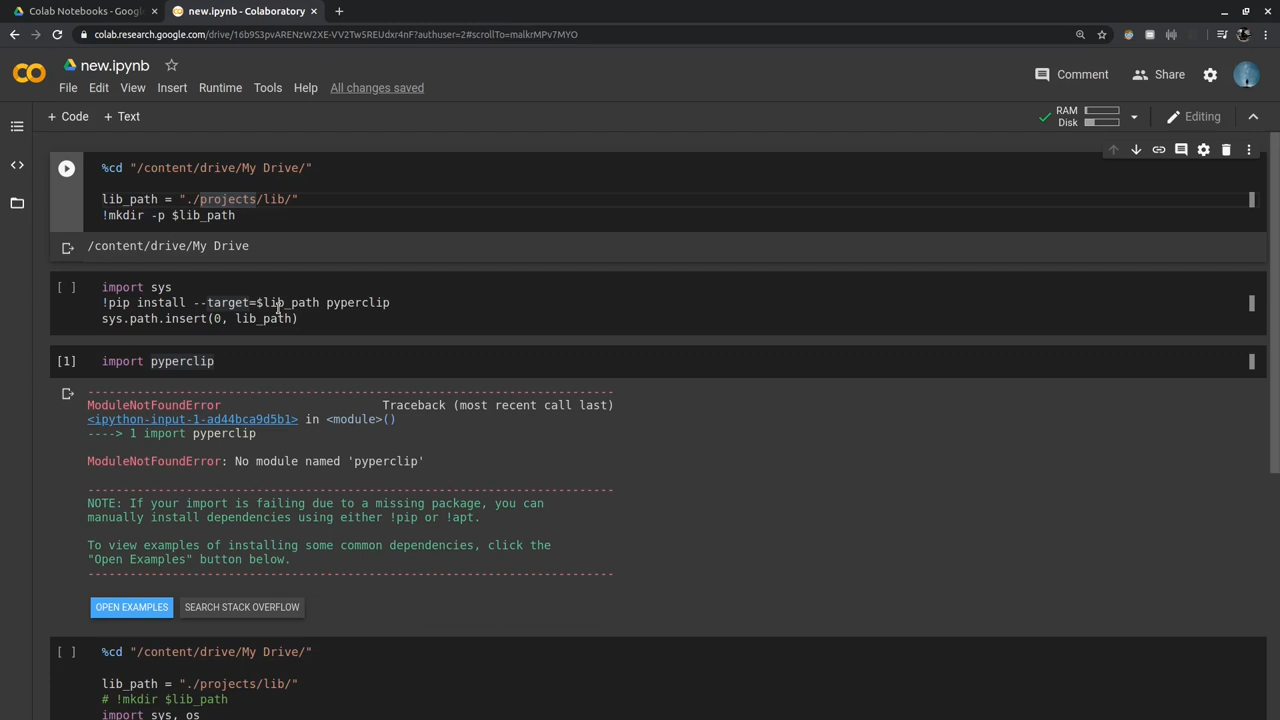 Colab Notebooks - Goog
new.ipynb - Colaboratory
colab.research.google.com/drive/16b9S3pvARENzW2XE-VV2Tw5REUdxr4nF?authuser=2#scrollTo=malkrMPv7MYO
new.ipynb
Comment
Share
File Edit View Insert Runtime Tools Help All changes saved
+ Code + Text
RAM
Disk
Editing
%cd "/content/drive/My Drive/"
lib_path = "./projects/lib/"
!mkdir -p $lib_path
/content/drive/My Drive
[ ] import sys
!pip install --target=$lib_path pyperclip
sys.path.insert(0, lib_path)
[1] import pyperclip
---------------------------------------------------------------------------
ModuleNotFoundError Traceback (most recent call last)
<ipython-input-1-ad44bca9d5b1> in <module>()
----> 1 import pyperclip
ModuleNotFoundError: No module named 'pyperclip'
---------------------------------------------------------------------------
NOTE: If your import is failing due to a missing package, you can
manually install dependencies using either !pip or !apt.
To view examples of installing some common dependencies, click the
"Open Examples" button below.
---------------------------------------------------------------------------
OPEN EXAMPLES SEARCH STACK OVERFLOW
[ ] %cd "/content/drive/My Drive/"
lib_path = "./projects/lib/"
# !mkdir $lib_path
import sys, os